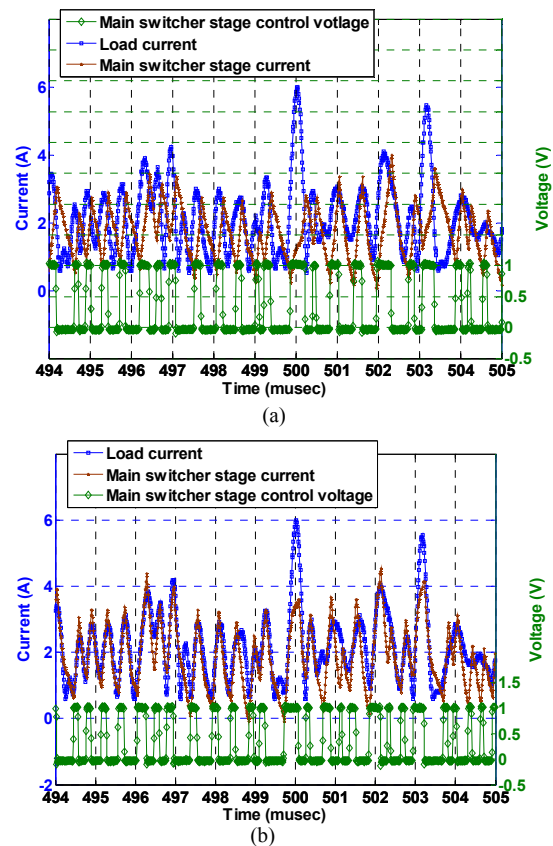 Main switcher stage control votlage
Load current
Main switcher stage current
Current (A)
6
4
2
0
Voltage (V)
1
0.5
0
-0.5
494 495 496 497 498 499 500 501 502 503 504 505
Time (musec)
(a)
Load current
Main switcher stage current
Main switcher stage control voltage
Current (A)
6
4
2
0
-2
Voltage (V)
1.5
1
0.5
0
-0.5
494 495 496 497 498 499 500 501 502 503 504 505
Time (musec)
(b)